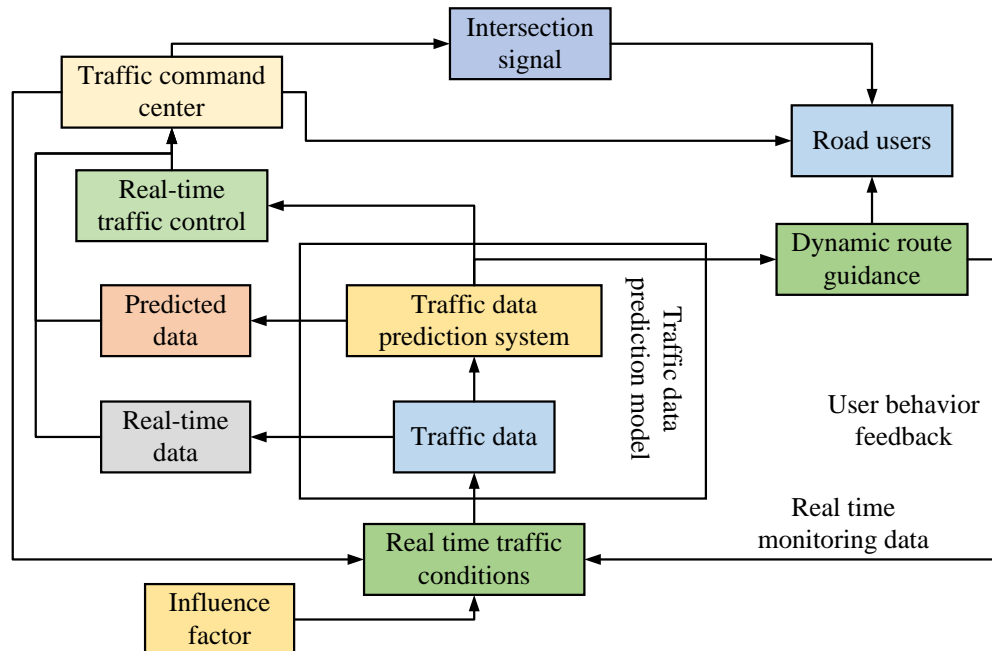 Intersection
signal
Traffic command
center
Road users
Real-time
traffic control
Dynamic route
guidance
Predicted
data
Traffic data
prediction system
Traffic data
prediction model
Real-time
data
Traffic data
User behavior
feedback
Real time
monitoring data
Real time traffic
conditions
Influence
factor